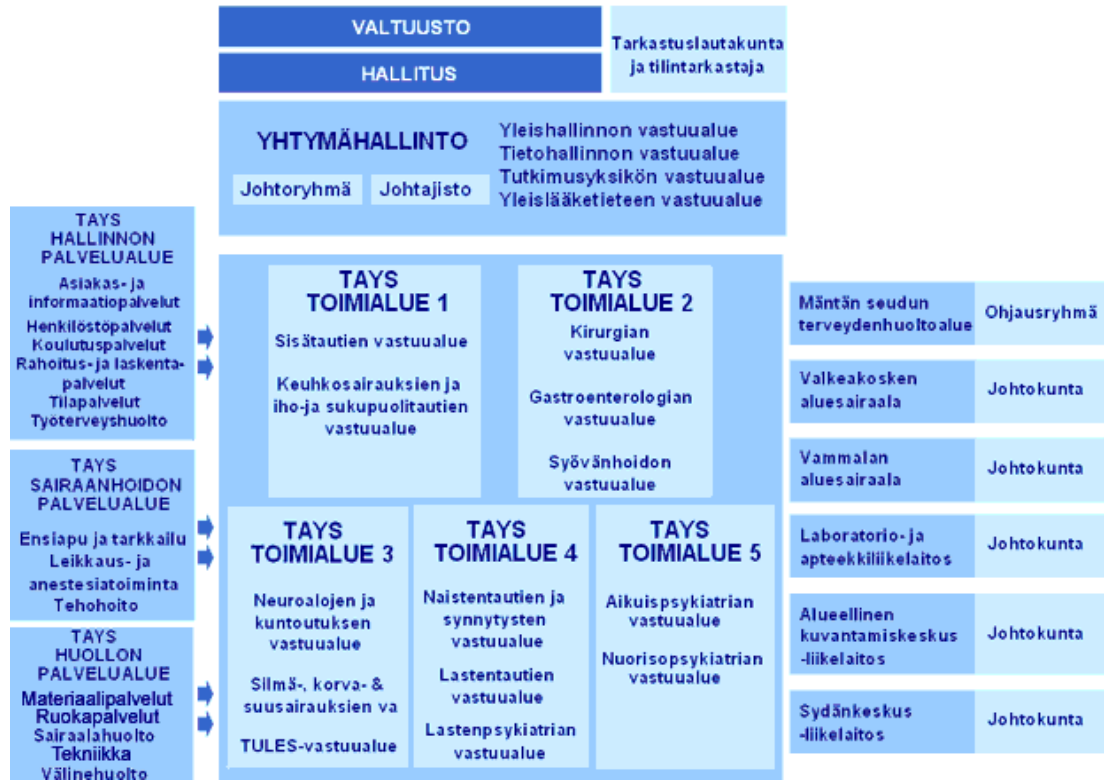 VALTUUSTO
HALLITUS
Tarkastuslautakunta
ja tilintarkastaja
YHTYMÄHALLINTO
Johtoryhmä
Johtajisto
Yleishallinnon vastuualue
Tietohallinnon vastuualue
Tutkimusyksikön vastuualue
Yleislääketieteen vastuualue
TAYS
HALLINNON
PALVELUALUE
Asiakas- ja
informaatiopalvelut
Henkilöstöpalvelut
Koulutuspalvelut
Rahoitus- ja laskenta-
palvelut
Tilapalvelut
Työterveyshuolto
TAYS
SAIRAANHOIDON
PALVELUALUE
Ensiapu ja tarkkailu
Leikkaus- ja
anestesiatoiminta
Tehohoito
TAYS
HUOLLON
PALVELUALUE
Materiaalipalvelut
Ruokapalvelut
Sairaalahuolto
Tekniikka
Välinehuolto
TAYS
TOIMIALUE 1
Sisätautien vastuualue
Keuhkosairauksien ja
iho-ja sukupuolitautien
vastuualue
TAYS
TOIMIALUE 2
Kirurgian
vastuualue
Gastroenterologian
vastuualue
Syövänhoidon
vastuualue
TAYS
TOIMIALUE 3
Neuroalojen ja
kuntoutuksen
vastuualue
Silmä-, korva- &
suusairauksien va
TULES-vastuualue
TAYS
TOIMIALUE 4
Naistentautien ja
synnytysten
vastuualue
Lastentautien
vastuualue
Lastenpsykiatrian
vastuualue
TAYS
TOIMIALUE 5
Aikuispsykiatrian
vastuualue
Nuorisopsykiatrian
vastuualue
Mäntän seudun
terveydenhuoltoalue
Ohjausryhmä
Valkeakosken
aluesairaala
Johtokunta
Vammalan
aluesairaala
Johtokunta
Laboratorio- ja
apteekkiliikelaitos
Johtokunta
Alueellinen
kuvantamiskeskus
-liikelaitos
Johtokunta
Sydänkeskus
-liikelaitos
Johtokunta